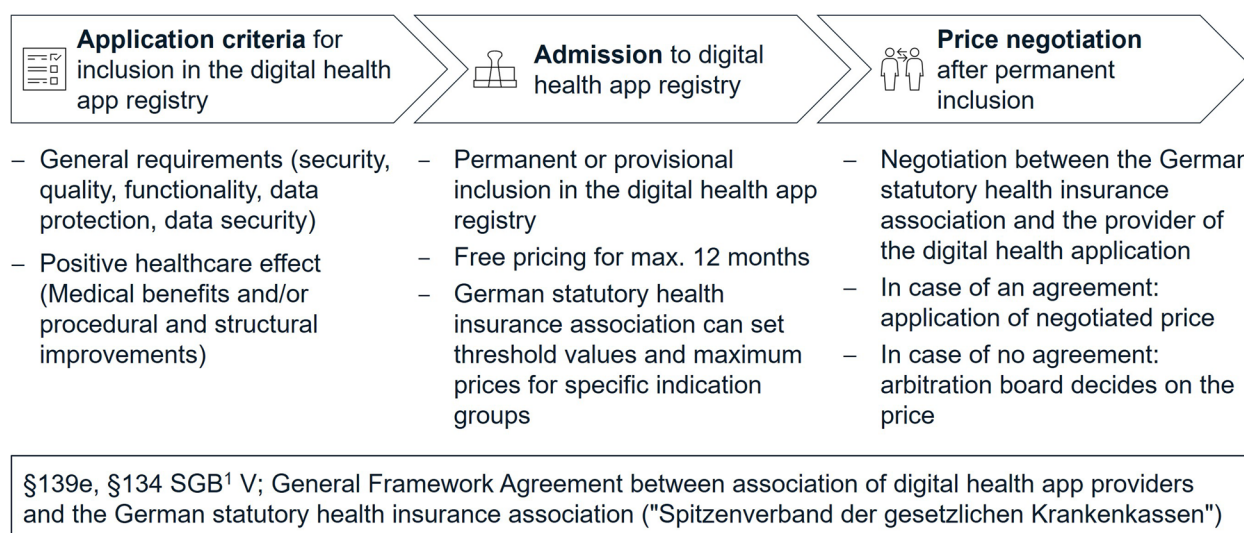 Application criteria for
inclusion in the digital health
app registry
Admission to digital
health app registry
Price negotiation
after permanent
inclusion
– General requirements (security,
quality, functionality, data
protection, data security)
– Positive healthcare effect
(Medical benefits and/or
procedural and structural
improvements)
– Permanent or provisional
inclusion in the digital health app
registry
– Free pricing for max. 12 months
– German statutory health
insurance association can set
threshold values and maximum
prices for specific indication
groups
– Negotiation between the German
statutory health insurance
association and the provider of
the digital health application
– In case of an agreement:
application of negotiated price
– In case of no agreement:
arbitration board decides on the
price
§139e, §134 SGB¹ V; General Framework Agreement between association of digital health app providers
and the German statutory health insurance association ("Spitzenverband der gesetzlichen Krankenkassen")